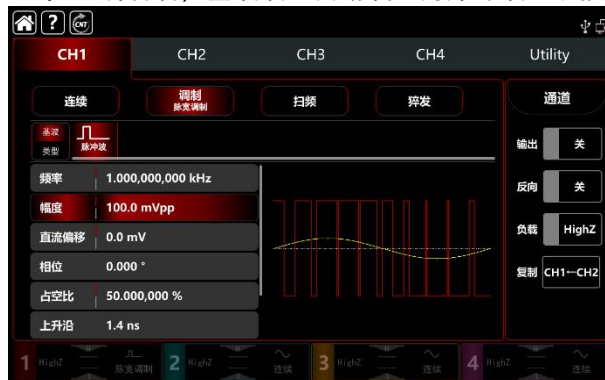 ? CNT
CH1 CH2 CH3 CH4 Utility
连续 调制 脉宽调制 扫频 猝发 通道
基波 类型 脉冲波
输出 关
频率 1.000,000,000 kHz
反向 关
幅度 100.0 mVpp
直流偏移 0.0 mV
负载 HighZ
相位 0.000 °
复制 CH1←CH2
占空比 50.000,000 %
上升沿 1.4 ns
1 HighZ 脉宽调制 2 HighZ 连续 3 HighZ 连续 4 HighZ 连续